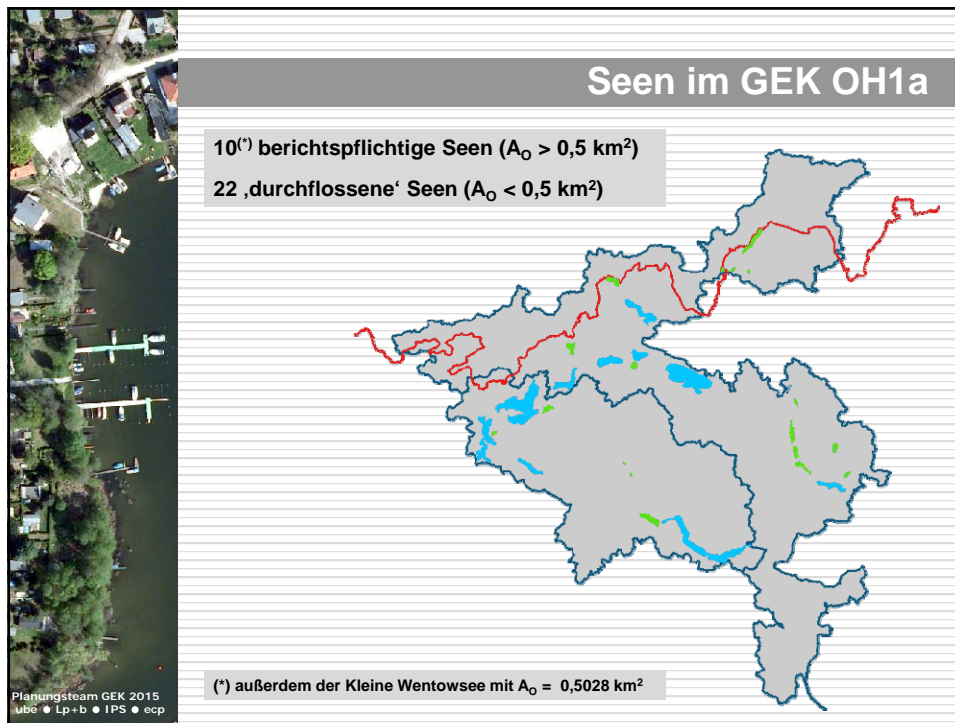 Seen im GEK OH1a
10(*) berichtspflichtige Seen (AO > 0,5 km²)
22 ‚durchflossene‘ Seen (AO < 0,5 km²)
(*) außerdem der Kleine Wentowsee mit AO = 0,5028 km²
Planungsteam GEK 2015
ube ● Lp+b ● IPS ● ecp